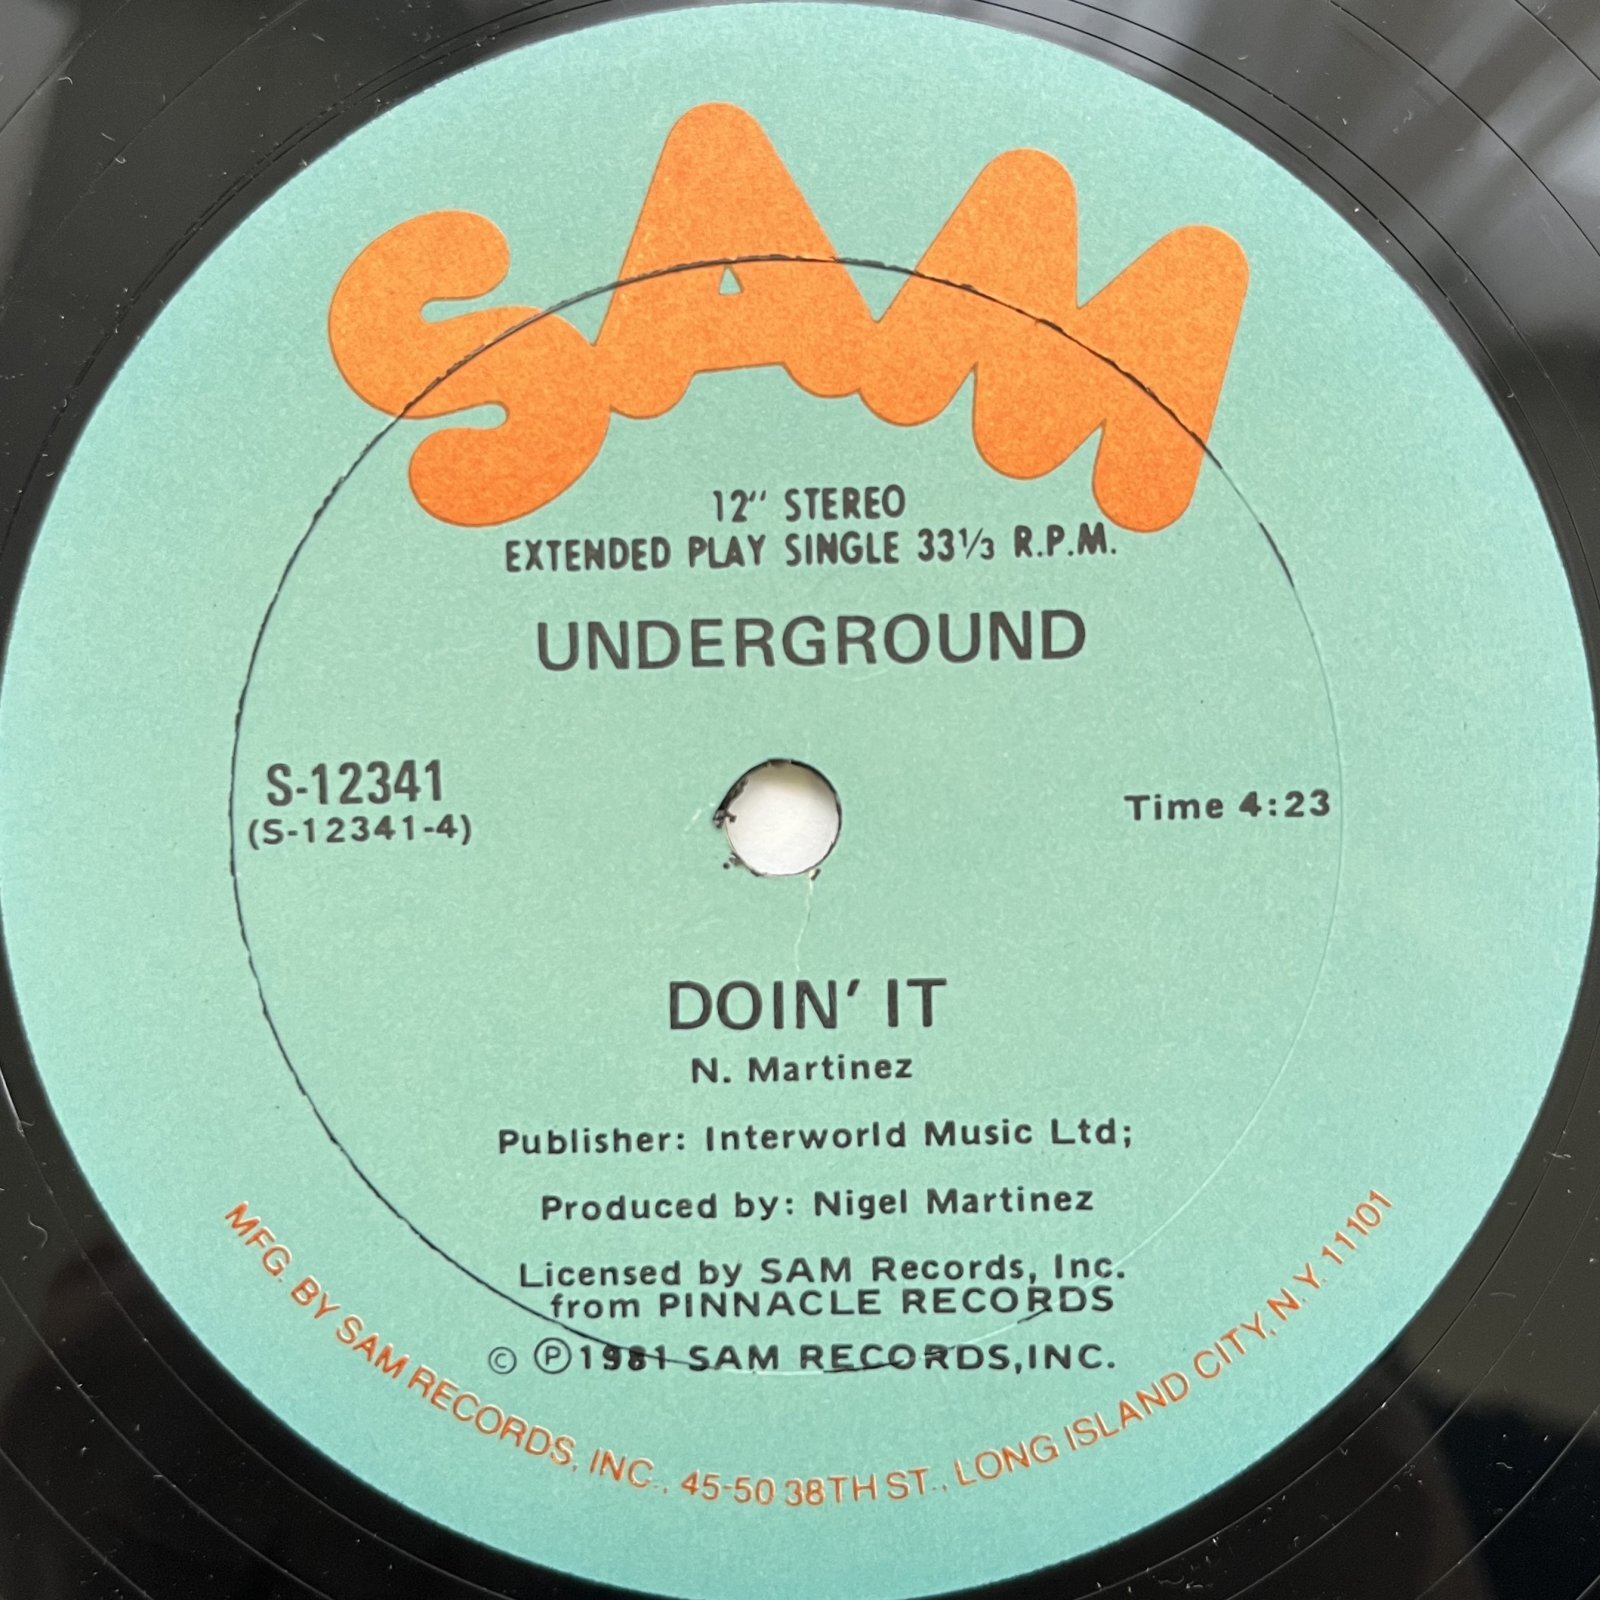 SAM
12" STEREO
EXTENDED PLAY SINGLE 33⅓ R.P.M.
UNDERGROUND
S-12341
(S-12341-4)
Time 4:23
DOIN' IT
N. Martinez
Publisher: Interworld Music Ltd;
Produced by: Nigel Martinez
Licensed by SAM Records, Inc.
from PINNACLE RECORDS
© ℗1981 SAM RECORDS,INC.
MFG. BY SAM RECORDS, INC., 45-50 38TH ST., LONG ISLAND CITY, N.Y. 11101